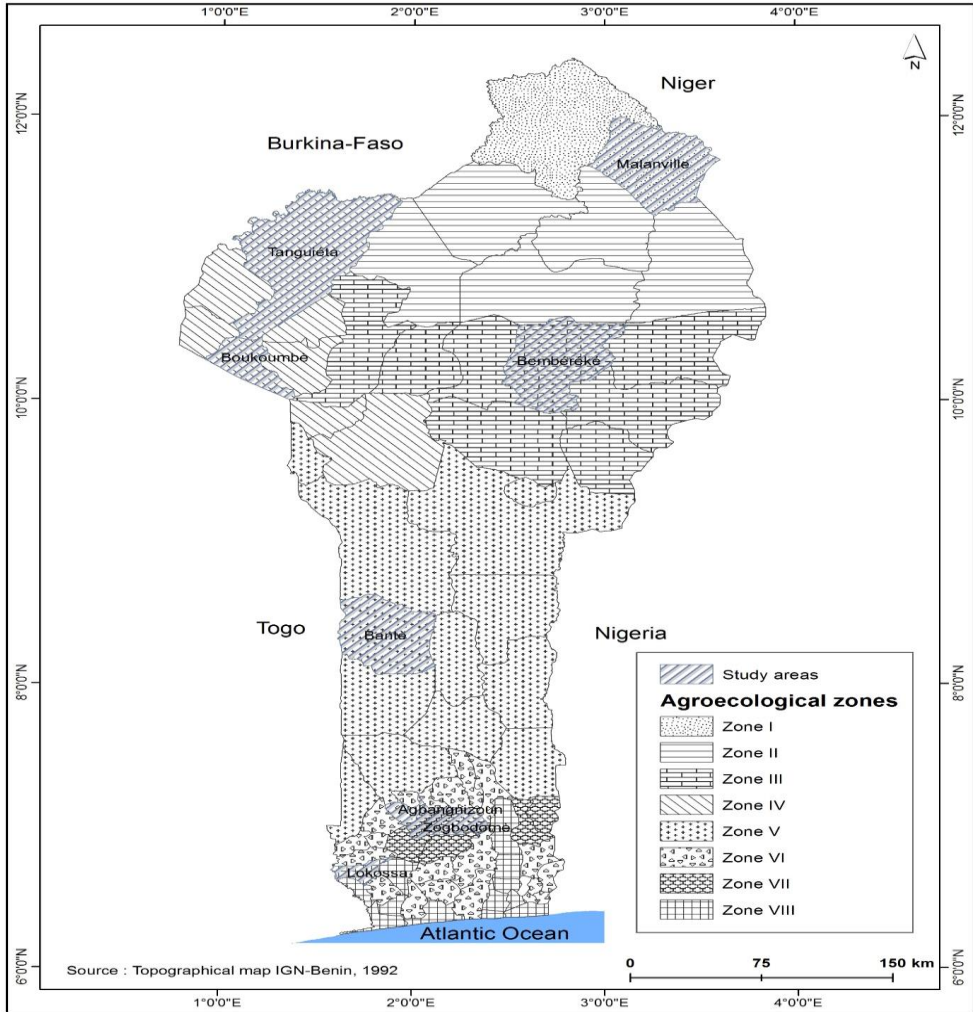 1°0'0"E 2°0'0"E 3°0'0"E 4°0'0"E
N
Niger
12°0'0"N 12°0'0"N
Burkina-Faso
Malanville
Tanguiéta
Boukoumbé
Bembèrèkè
10°0'0"N 10°0'0"N
Togo
Bantè
Nigeria
8°0'0"N 8°0'0"N
Study areas
Agroecological zones
Zone I
Zone II
Zone III
Zone IV
Zone V
Zone VI
Zone VII
Zone VIII
Agbangnizoun
Zogbodomè
Lokossa
Atlantic Ocean
Source : Topographical map IGN-Benin, 1992
0 75 150 km
6°0'0"N 6°0'0"N
1°0'0"E 2°0'0"E 3°0'0"E 4°0'0"E